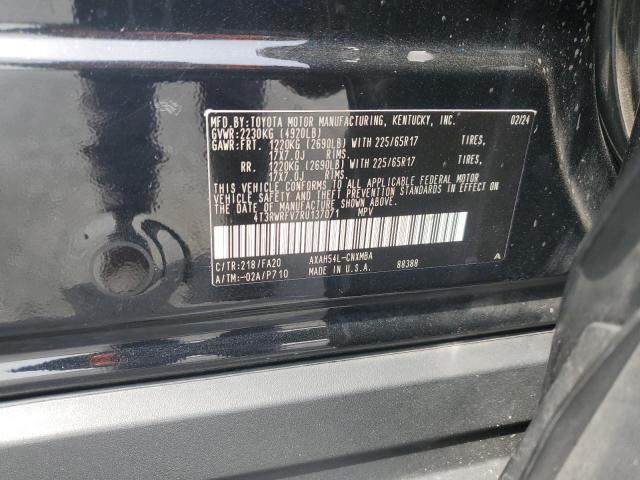 MFD.BY:TOYOTA MOTOR MANUFACTURING, KENTUCKY, INC. 02/24
GVWR:2230KG (4920LB)
GAWR:FRT. 1220KG (2690LB) WITH 225/65R17 TIRES,
17X7.0J RIMS.
RR. 1220KG (2690LB) WITH 225/65R17 TIRES,
17X7.0J RIMS.
THIS VEHICLE CONFORMS TO ALL APPLICABLE FEDERAL MOTOR
VEHICLE SAFETY AND THEFT PREVENTION STANDARDS IN EFFECT
ON THE DATE OF MANUFACTURE SHOWN ABOVE.
4T3RWRFV7RU137071 MPV
C/TR:218/FA20 AXAH54L-CNXMBA A
A/TM:-02A/P710 MADE IN U.S.A. 88388